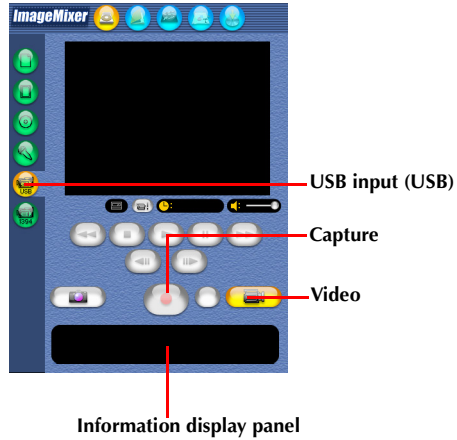 ImageMixer
USB
1394
USB input (USB)
Capture
Video
Information display panel